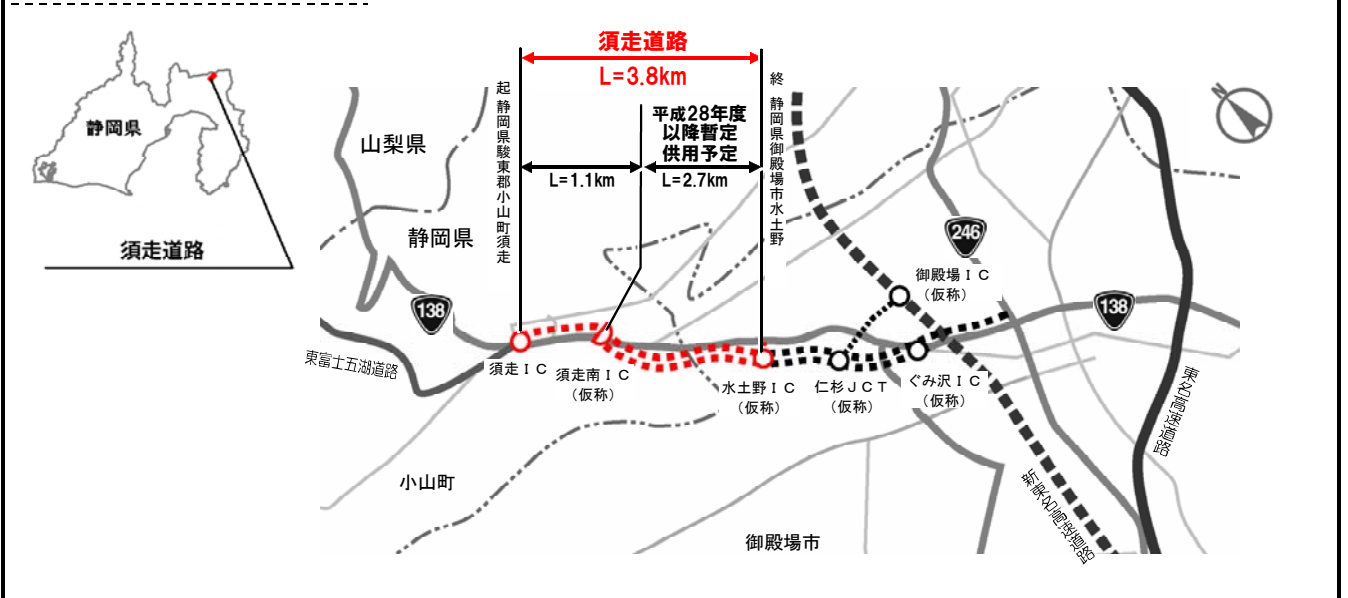 須走道路
L=3.8km
静岡県
須走道路
山梨県
静岡県
起 静岡県駿東郡小山町須走
平成28年度
以降暫定
供用予定
L=1.1km
L=2.7km
終 静岡県御殿場市水土野
N
246
138
138
御殿場IC
(仮称)
東富士五湖道路
須走IC
須走南IC
(仮称)
水土野IC
(仮称)
仁杉JCT
(仮称)
ぐみ沢IC
(仮称)
東名高速道路
新東名高速道路
小山町
御殿場市